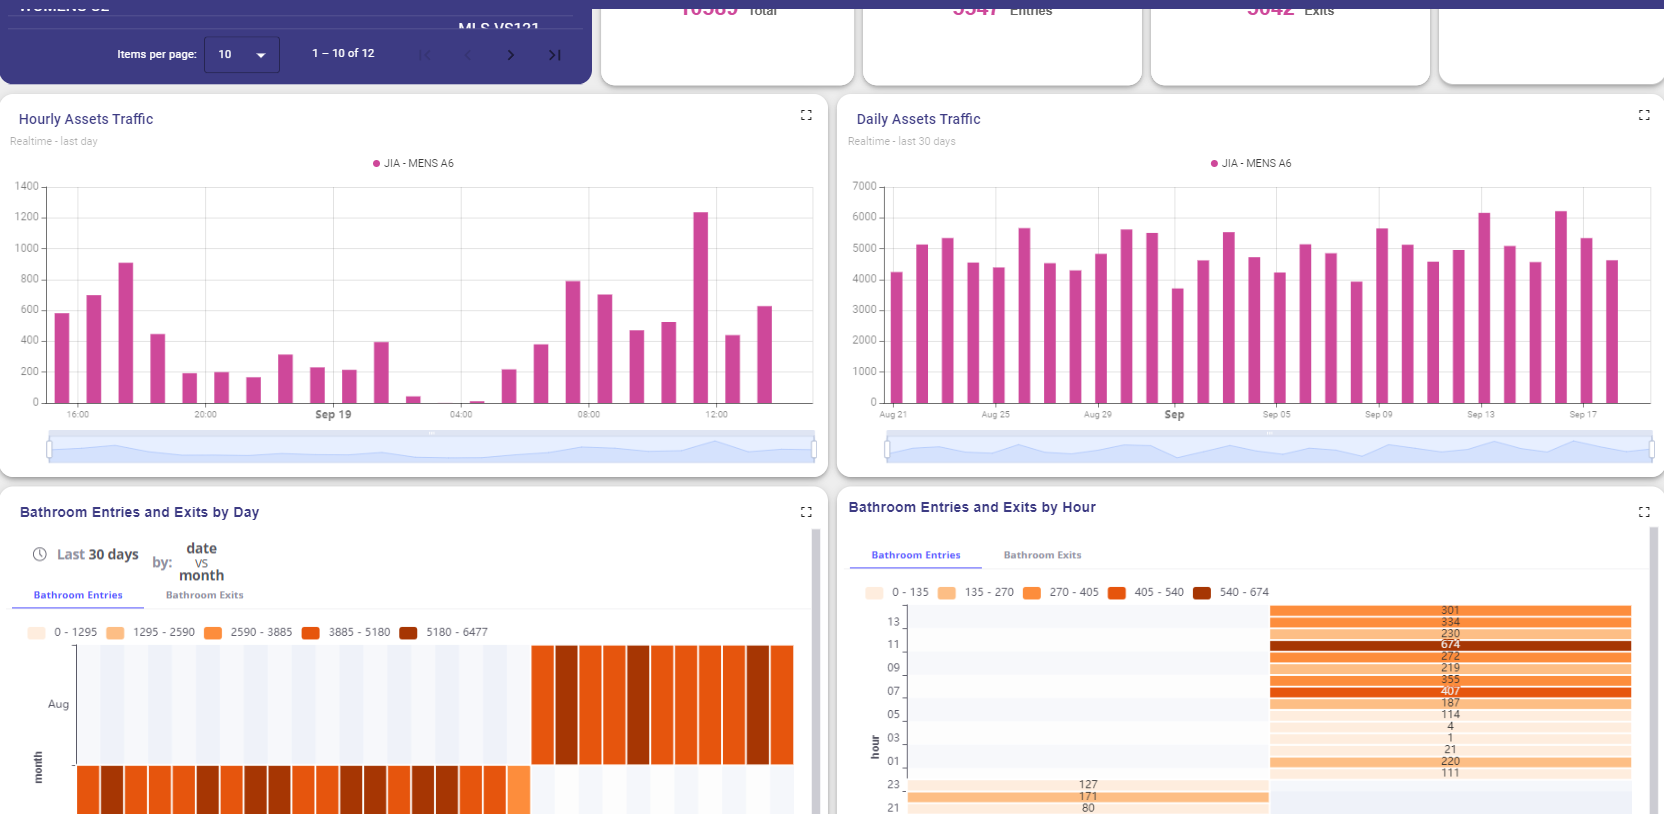 WOMENS C2
MLS VS121
Items per page: 10 1 – 10 of 12
10589 Total
5547 Entries
5042 Exits
Hourly Assets Traffic
Realtime - last day
JIA - MENS A6
1400
1200
1000
800
600
400
200
0
16:00 20:00 Sep 19 04:00 08:00 12:00
Daily Assets Traffic
Realtime - last 30 days
JIA - MENS A6
7000
6000
5000
4000
3000
2000
1000
0
Aug 21 Aug 25 Aug 29 Sep Sep 05 Sep 09 Sep 13 Sep 17
Bathroom Entries and Exits by Day
Last 30 days by: date
VS
month
Bathroom Entries Bathroom Exits
0 - 1295 1295 - 2590 2590 - 3885 3885 - 5180 5180 - 6477
Aug
month
Bathroom Entries and Exits by Hour
Bathroom Entries Bathroom Exits
0 - 135 135 - 270 270 - 405 405 - 540 540 - 674
301
13 334
230
11 674
272
09 219
355
07 407
187
05 114
4
03 1
21
01 220
111
23 127
171
21 80
hour